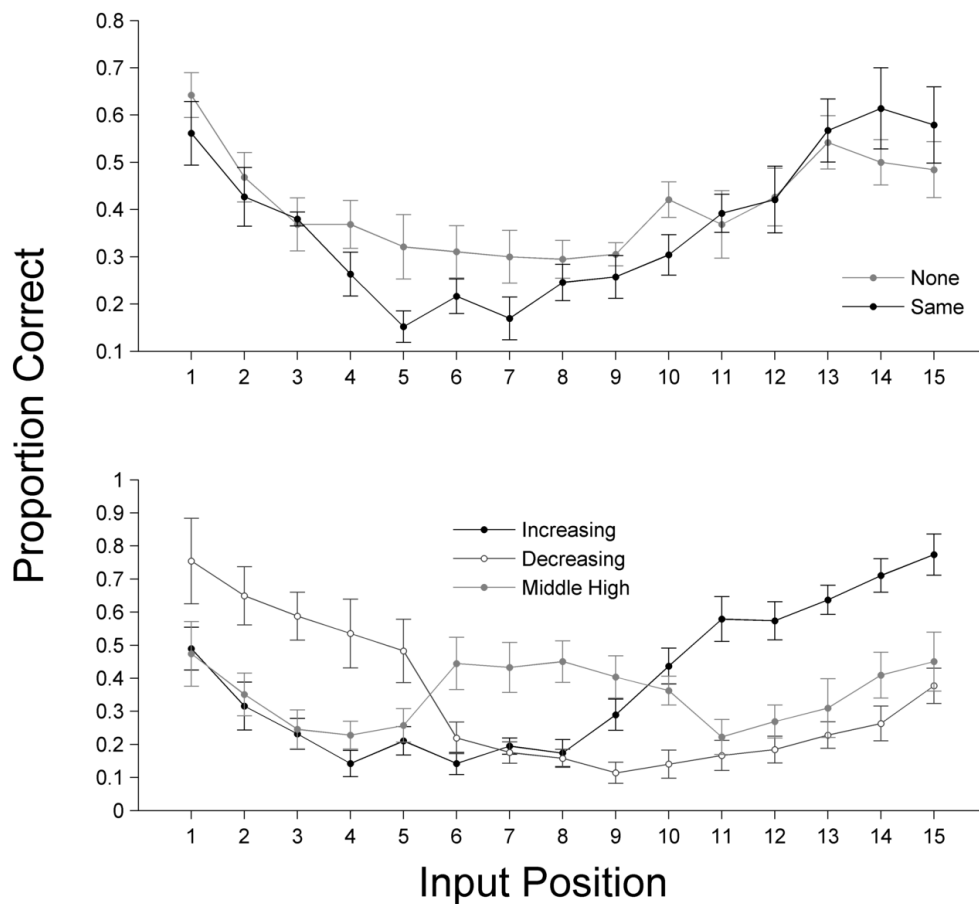 0.8
0.7
0.6
0.5
0.4
0.3
0.2
0.1
None
Same
1 2 3 4 5 6 7 8 9 10 11 12 13 14 15
Proportion Correct
1
0.9
0.8
0.7
0.6
0.5
0.4
0.3
0.2
0.1
0
Increasing
Decreasing
Middle High
1 2 3 4 5 6 7 8 9 10 11 12 13 14 15
Input Position